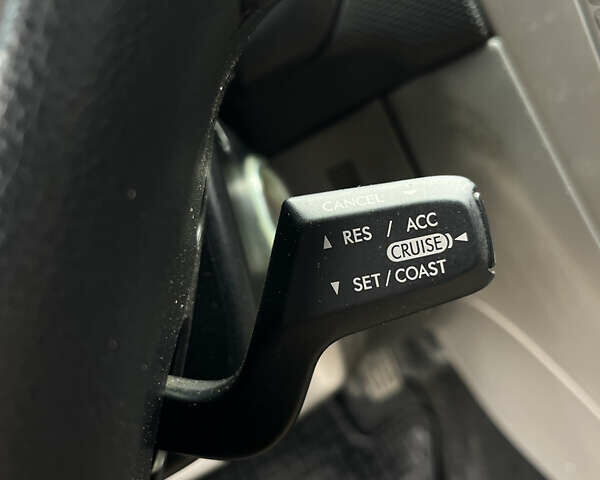 CANCEL
RES / ACC
CRUISE
SET / COAST